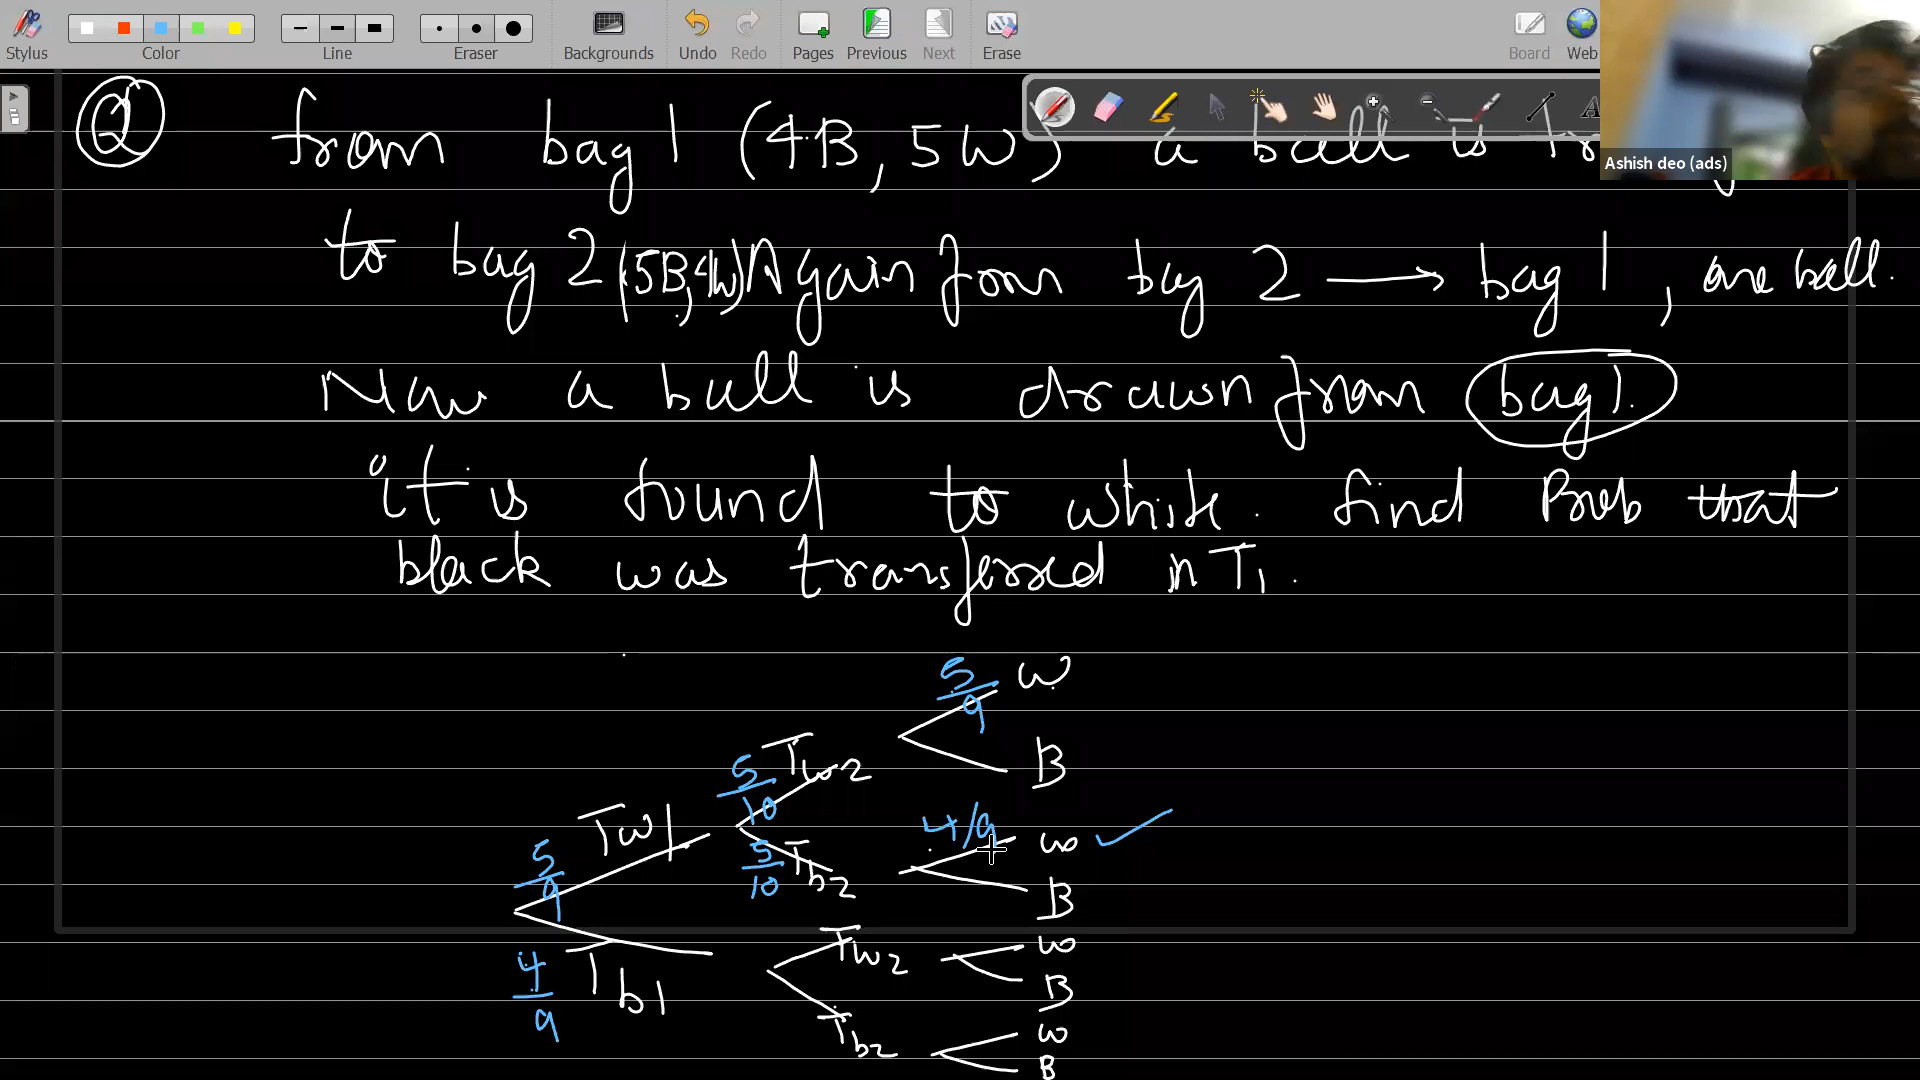 Stylus Color Line Eraser Backgrounds Undo Redo Pages Previous Next Erase Board Web
Ashish deo (ads)
Q from bag 1 (4B, 5W) a ball is
to bag 2 (5B, 4W) Again from bag 2 → bag 1, one ball.
Now a ball is drawn from bag 1.
it is found to white. find Prob that
black was transferred in T1.
5/9 W
5/10 Tw2
B
Tw1 4/9 W ✓
5/9 5/10 Tb2
B
Tw2 W
4/9 Tb1 B
Tb2 W
B